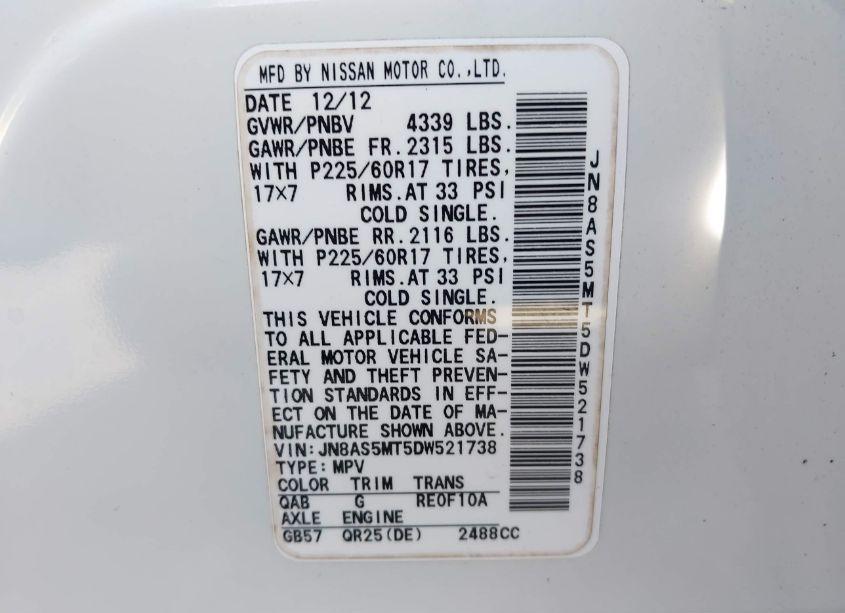 MFD BY NISSAN MOTOR CO.,LTD.
DATE 12/12
GVWR/PNBV 4339 LBS.
GAWR/PNBE FR.2315 LBS.
WITH P225/60R17 TIRES,
17×7 RIMS.AT 33 PSI
COLD SINGLE.
GAWR/PNBE RR.2116 LBS.
WITH P225/60R17 TIRES,
17×7 RIMS.AT 33 PSI
COLD SINGLE.
THIS VEHICLE CONFORMS
TO ALL APPLICABLE FED-
ERAL MOTOR VEHICLE SA-
FETY AND THEFT PREVEN-
TION STANDARDS IN EFF-
ECT ON THE DATE OF MA-
NUFACTURE SHOWN ABOVE.
VIN:JN8AS5MT5DW521738
TYPE:MPV
COLOR TRIM TRANS
QAB G RE0F10A
AXLE ENGINE
GB57 QR25(DE) 2488CC
JN8AS5MT5DW521738